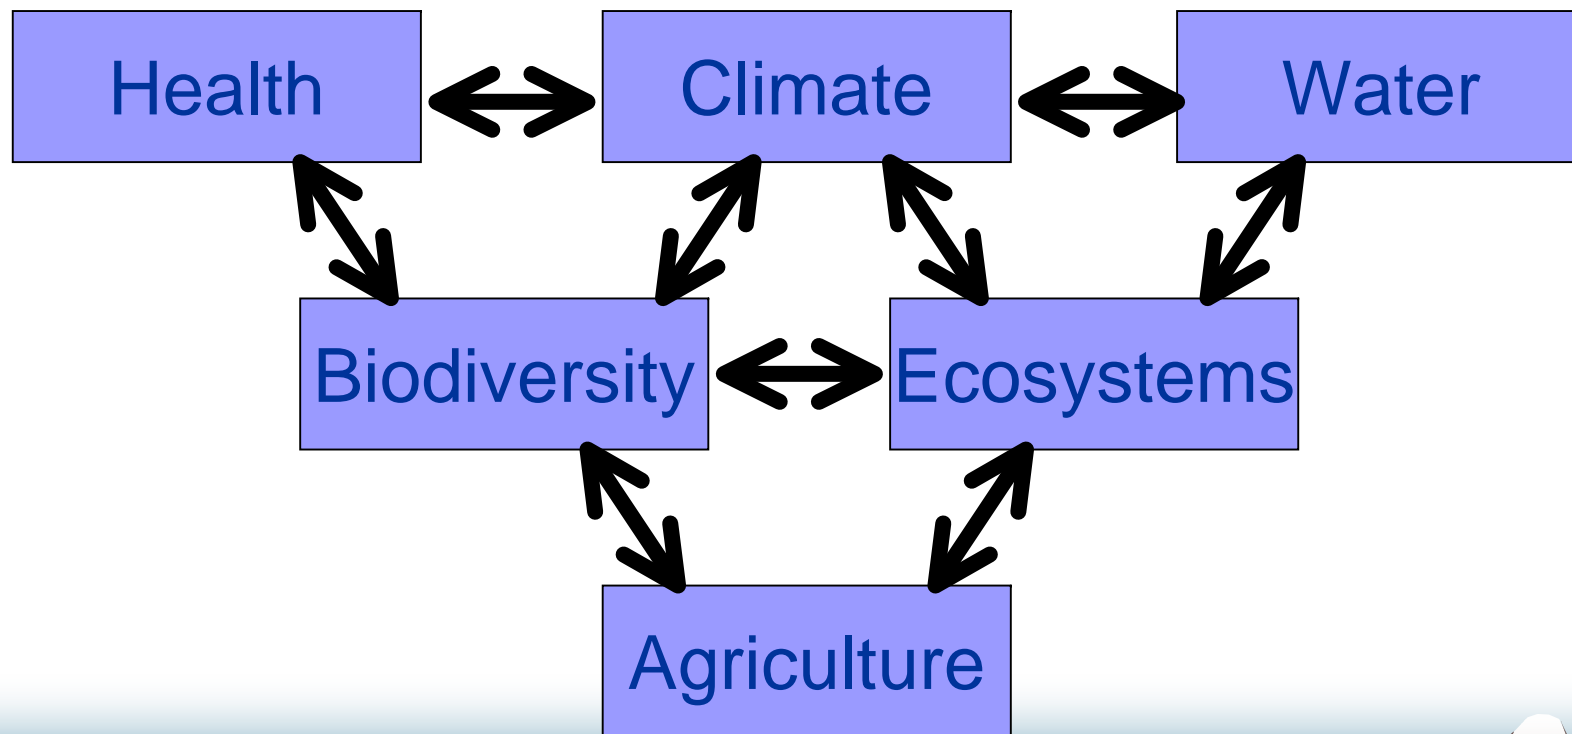 Health
Climate
Water
Biodiversity
Ecosystems
Agriculture